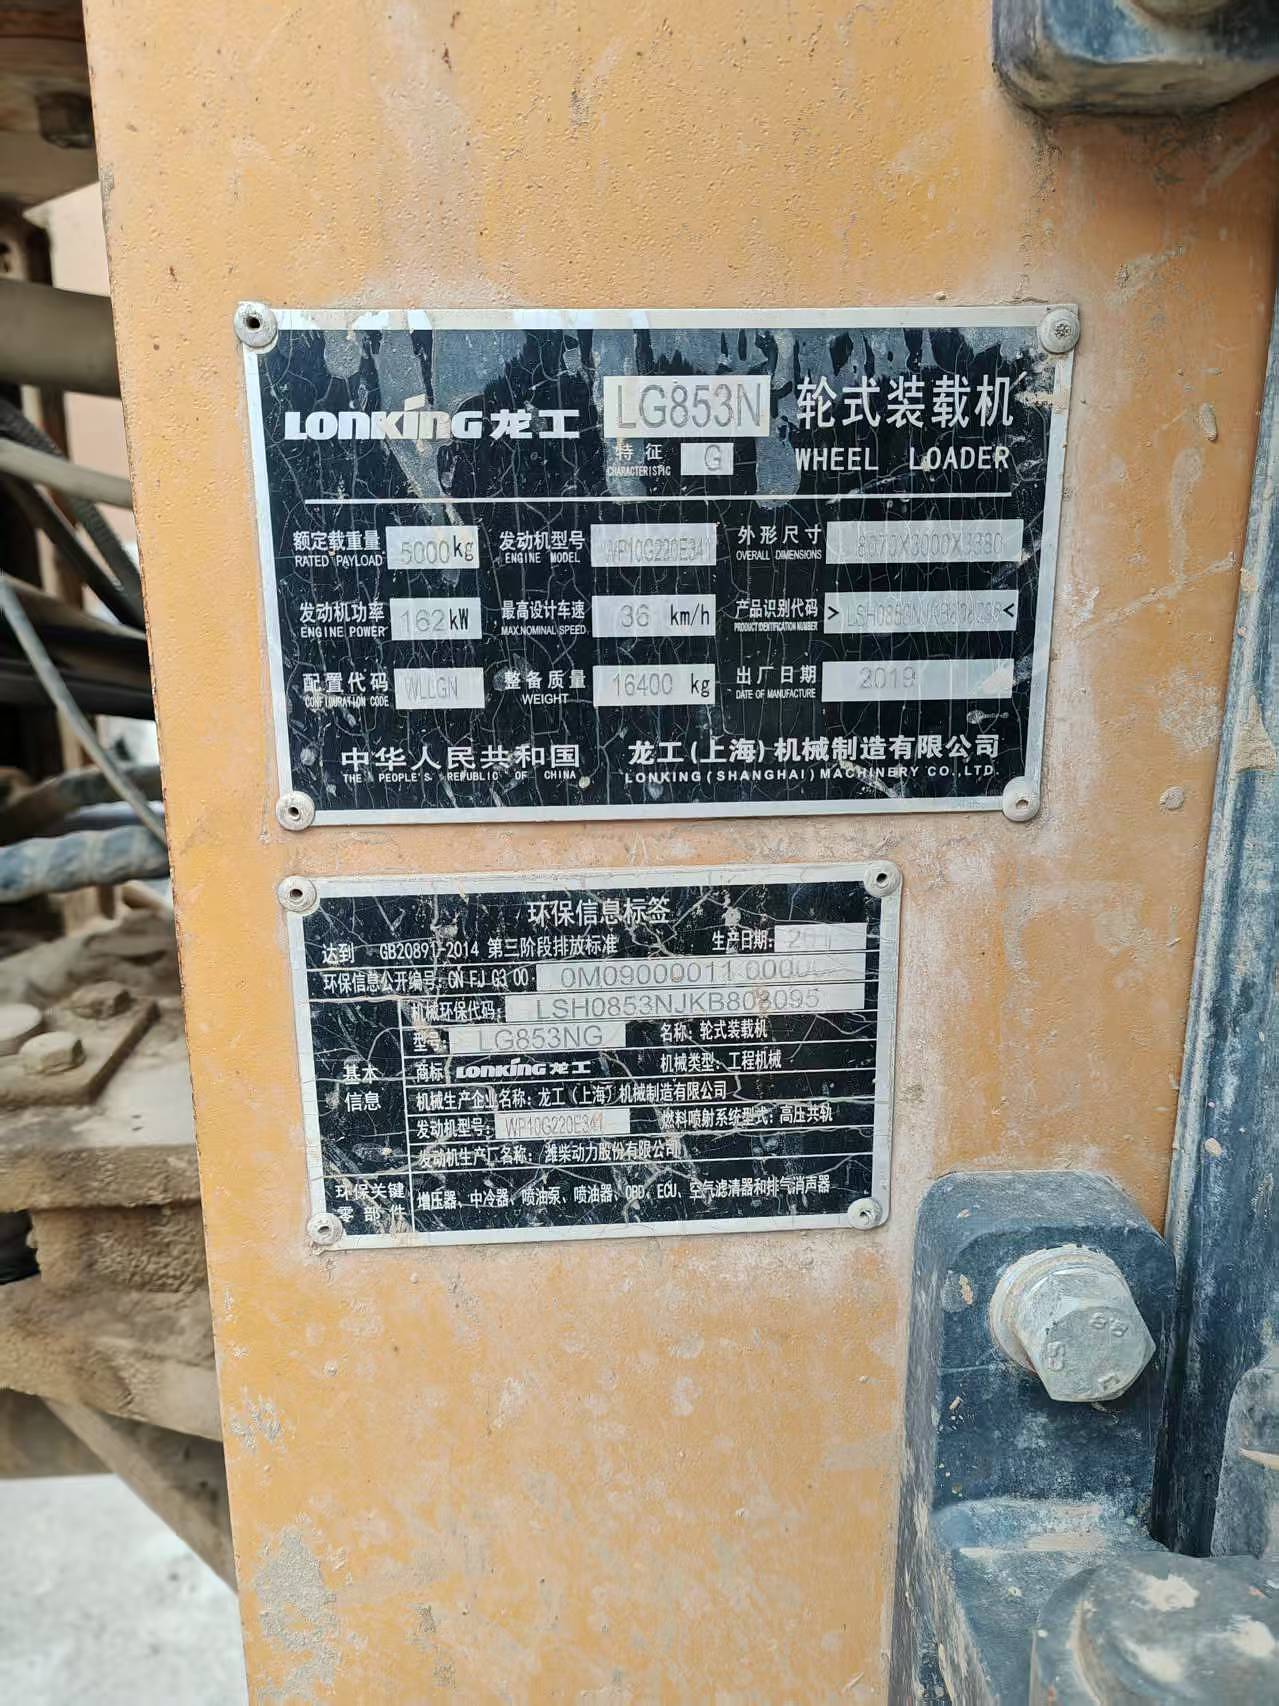 LONKING 龙工 LG853N 轮式装载机
特征 G WHEEL LOADER
CHARACTERISTIC
额定载重量 5000kg 发动机型号 WP10G220E341 外形尺寸
RATED PAYLOAD ENGINE MODEL OVERALL DIMENSIONS
发动机功率 162kW 最高设计车速 36 km/h 产品识别代码 > <
ENGINE POWER MAX.NOMINAL SPEED PRODUCT IDENTIFICATION NUMBER
配置代码 WLLGN 整备质量 16400 kg 出厂日期 2019
CONFIGURATION CODE WEIGHT DATE OF MANUFACTURE
中华人民共和国 龙工(上海)机械制造有限公司
THE PEOPLE'S REPUBLIC OF CHINA LONKING (SHANGHAI) MACHINERY CO.,LTD.
环保信息标签
达到 GB20891-2014 第三阶段排放标准 生产日期:
环保信息公开编号: CN FJ G3 00 0M09000011
机械环保代码: LSH0853NJKB803095
型号: LG853NG 名称: 轮式装载机
基本信息 商标: LONKING 龙工 机械类型: 工程机械
机械生产企业名称: 龙工(上海)机械制造有限公司
发动机型号: WP10G220E341 燃料喷射系统型式: 高压共轨
发动机生产厂名称: 潍柴动力股份有限公司
环保关键零部件 增压器、中冷器、喷油泵、喷油器、OBD、ECU、空气滤清器和排气消声器
8.8